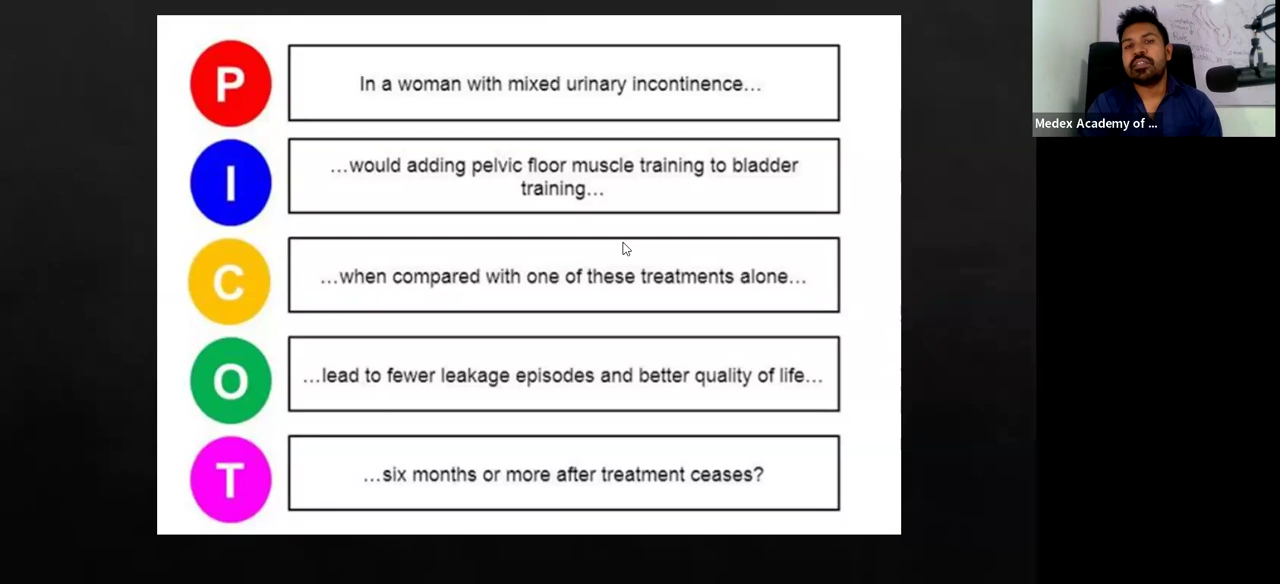 P
In a woman with mixed urinary incontinence...
I
...would adding pelvic floor muscle training to bladder
training...
C
...when compared with one of these treatments alone...
O
...lead to fewer leakage episodes and better quality of life...
T
...six months or more after treatment ceases?
Medex Academy of ...